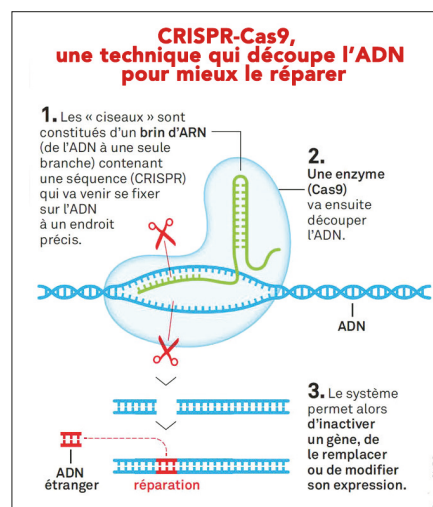 CRISPR-Cas9,
une technique qui découpe l'ADN
pour mieux le réparer
1. Les « ciseaux » sont
constitués d'un brin d'ARN
(de l'ADN à une seule
branche) contenant
une séquence (CRISPR)
qui va venir se fixer
sur l'ADN
à un endroit
précis.
2.
Une enzyme
(Cas9)
va ensuite
découper
l'ADN.
ADN
3. Le système
permet alors
d'inactiver
un gène, de
le remplacer
ou de modifier
son expression.
ADN
étranger
réparation